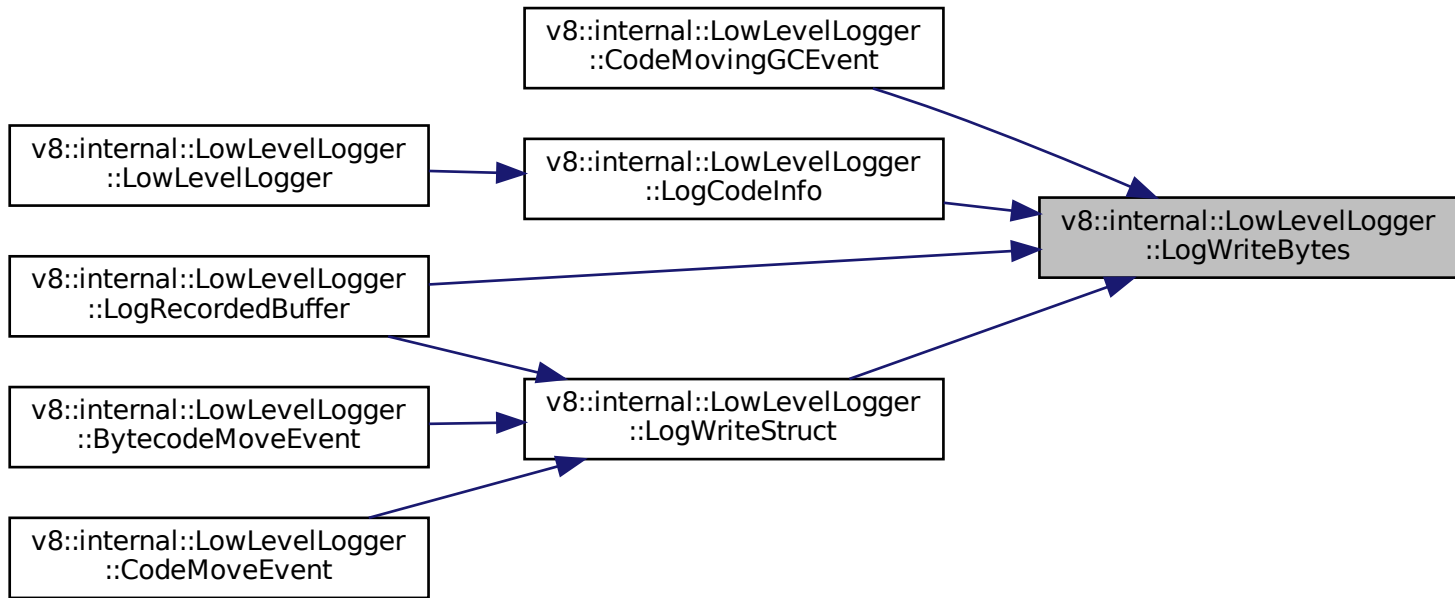 v8::internal::LowLevelLogger
::CodeMovingGCEvent
v8::internal::LowLevelLogger
::LowLevelLogger
v8::internal::LowLevelLogger
::LogCodeInfo
v8::internal::LowLevelLogger
::LogWriteBytes
v8::internal::LowLevelLogger
::LogRecordedBuffer
v8::internal::LowLevelLogger
::BytecodeMoveEvent
v8::internal::LowLevelLogger
::LogWriteStruct
v8::internal::LowLevelLogger
::CodeMoveEvent